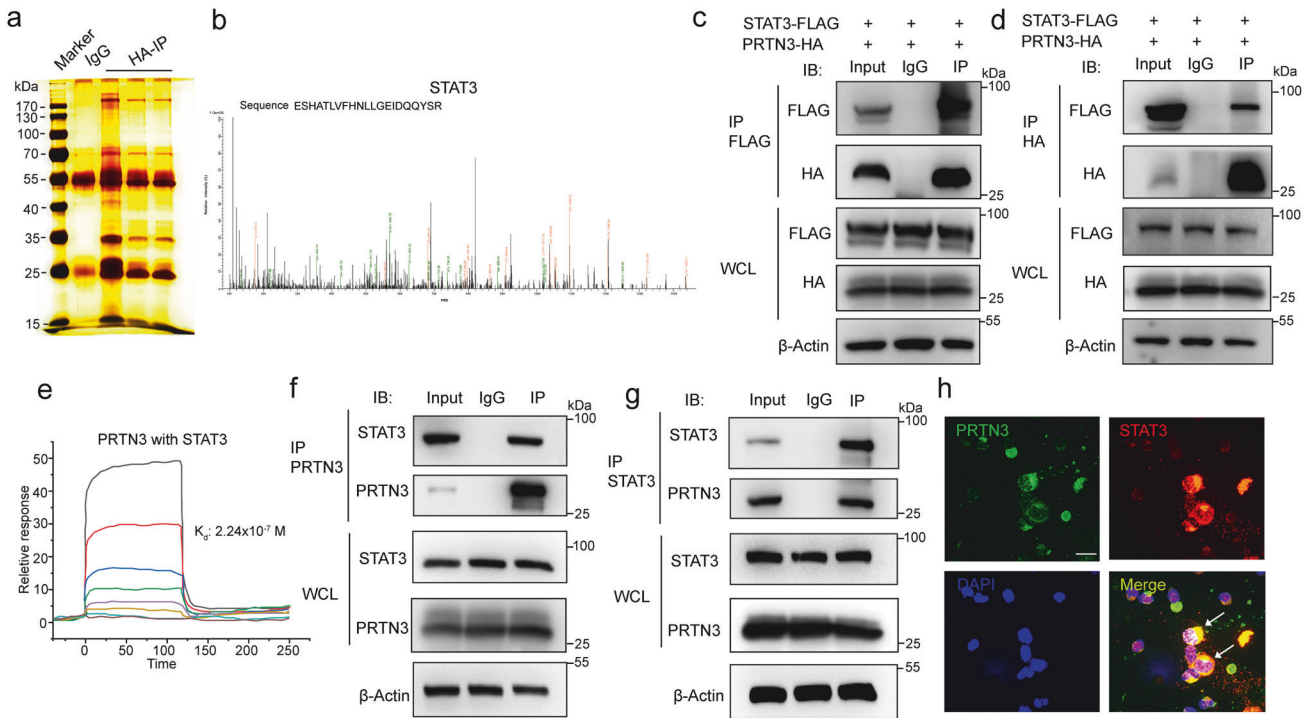 a
Marker
IgG
HA-IP
kDa
170
130
100
70
55
40
35
25
15
b
STAT3
Sequence ESHATLVFHNLLGEIDQQYSR
Relative Intensity (%)
m/z
c
STAT3-FLAG + + +
PRTN3-HA + + +
IB: Input IgG IP kDa
IP FLAG
FLAG
100
HA
25
WCL
FLAG
100
HA
25
55
β-Actin
d
STAT3-FLAG + + +
PRTN3-HA + + +
IB: Input IgG IP kDa
IP HA
FLAG
100
HA
25
WCL
FLAG
100
HA
25
55
β-Actin
e
PRTN3 with STAT3
Reletive response
50
40
30
20
10
0
Kd: 2.24x10-7 M
0 50 100 150 200 250
Time
f
IB: Input IgG IP kDa
IP PRTN3
STAT3
100
PRTN3
25
WCL
STAT3
100
PRTN3
25
55
β-Actin
g
IB: Input IgG IP kDa
IP STAT3
STAT3
100
PRTN3
25
WCL
STAT3
100
PRTN3
25
55
β-Actin
h
PRTN3
STAT3
DAPI
Merge